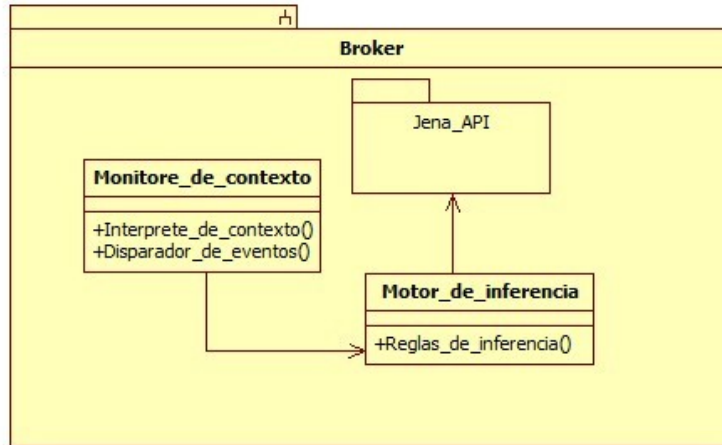 Broker
Jena_API
Monitore_de_contexto
+Interprete_de_contexto()
+Disparador_de_eventos()
Motor_de_inferencia
+Reglas_de_inferencia()